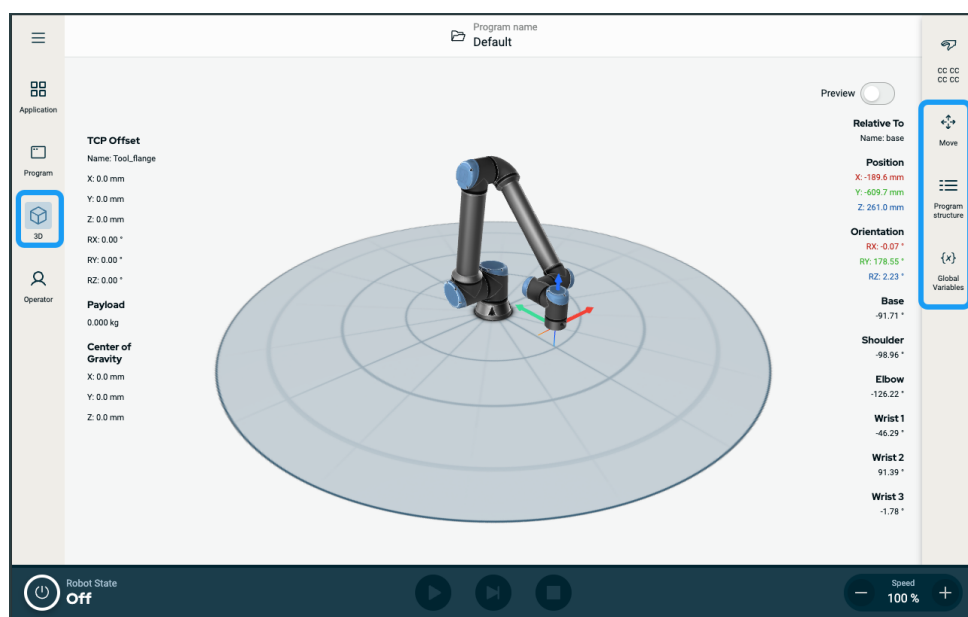 Program name
Default
Application
Program
3D
Operator
TCP Offset
Name: Tool_flange
X: 0.0 mm
Y: 0.0 mm
Z: 0.0 mm
RX: 0.00 °
RY: 0.00 °
RZ: 0.00 °
Payload
0.000 kg
Center of
Gravity
X: 0.0 mm
Y: 0.0 mm
Z: 0.0 mm
Preview
Relative To
Name: base
Position
X: -189.6 mm
Y: -609.7 mm
Z: 261.0 mm
Orientation
RX: -0.07 °
RY: 178.55 °
RZ: 2.23 °
Base
-91.71 °
Shoulder
-98.96 °
Elbow
-126.22 °
Wrist 1
-46.29 °
Wrist 2
91.39 °
Wrist 3
-1.78 °
CC CC
CC CC
Move
Program
structure
{x}
Global
Variables
Robot State
Off
Speed
100 %